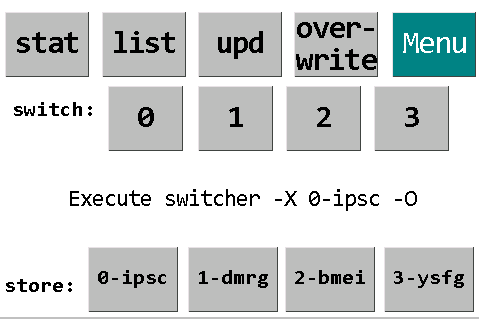 stat list upd over-write Menu
switch: 0 1 2 3
Execute switcher -X 0-ipsc -O
store: 0-ipsc 1-dmrg 2-bmei 3-ysfg